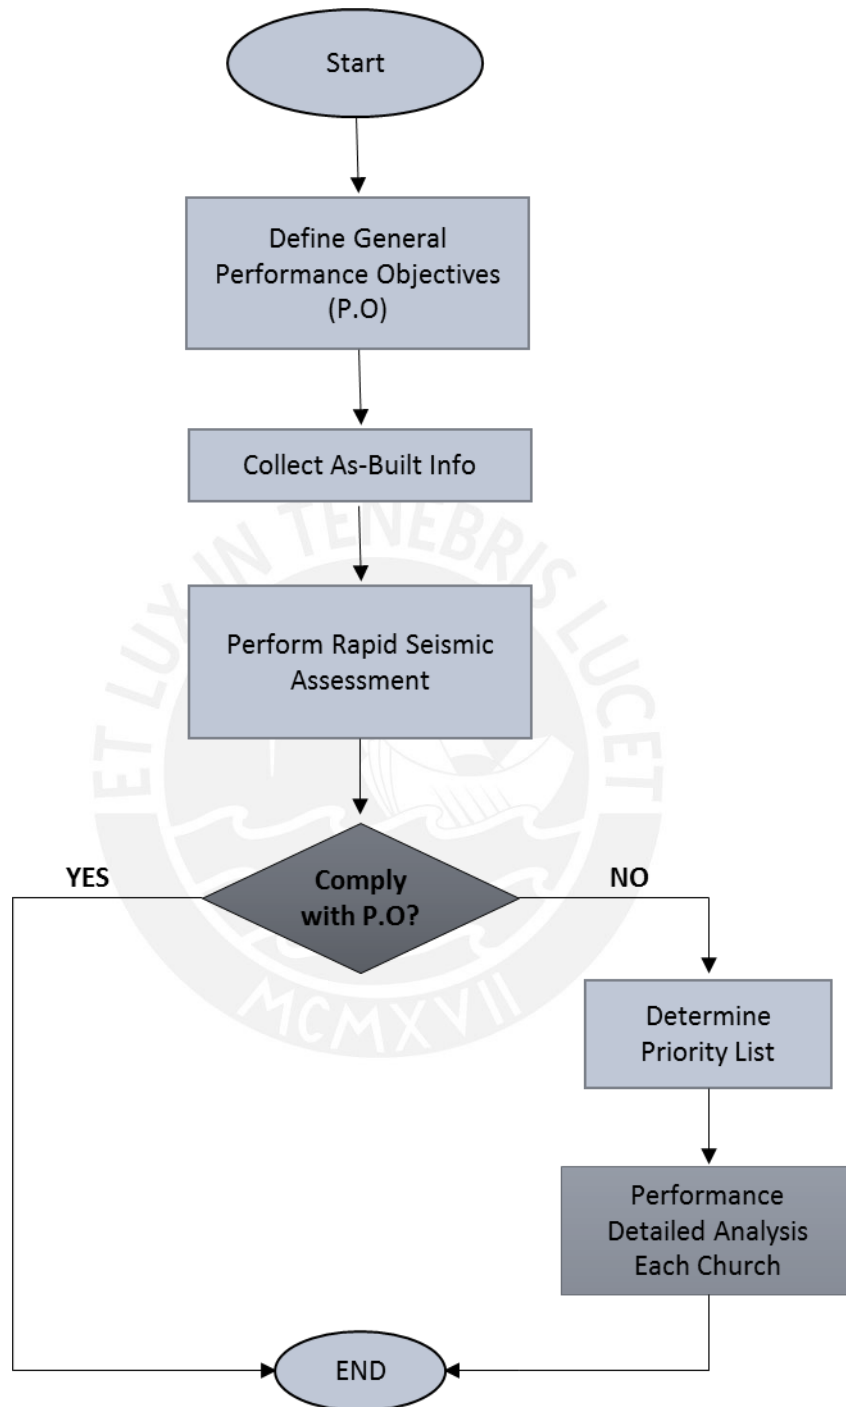 Start
Define General
Performance Objectives
(P.O)
Collect As-Built Info
ET LUX IN TENEBRIS LUCET
Perform Rapid Seismic
Assessment
YES
Comply
with P.O?
NO
MCMXVII
Determine
Priority List
Performance
Detailed Analysis
Each Church
END